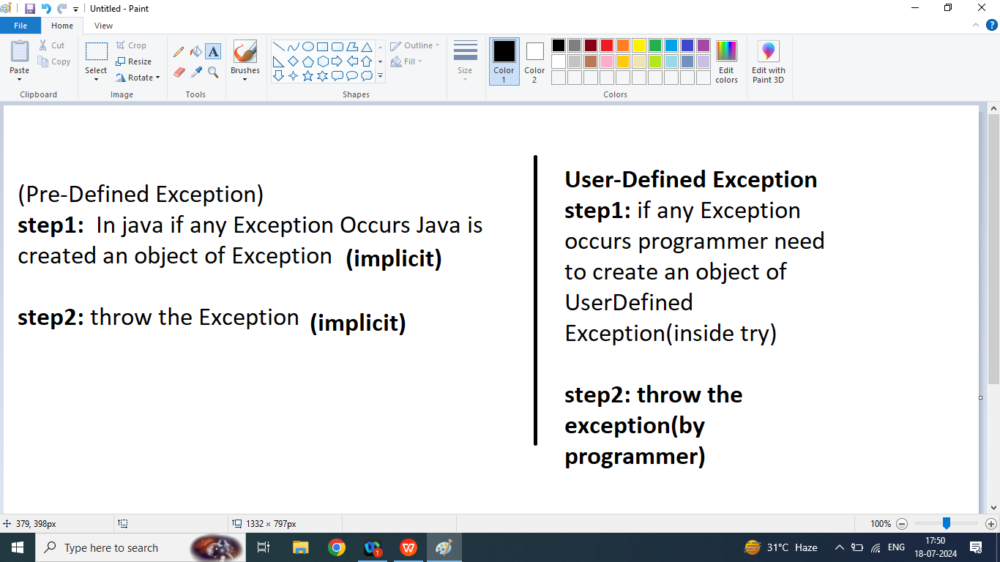 Untitled - Paint
File Home View
Cut
Copy
Paste
Clipboard
Crop
Resize
Rotate
Select
Image
Tools
Brushes
Outline
Fill
Shapes
Size
Color 1
Color 2
Edit colors
Colors
Edit with Paint 3D
(Pre-Defined Exception)
step1: In java if any Exception Occurs Java is
created an object of Exception (implicit)
step2: throw the Exception (implicit)
User-Defined Exception
step1: if any Exception
occurs programmer need
to create an object of
UserDefined
Exception(inside try)
step2: throw the
exception(by
programmer)
379, 398px
1332 × 797px
100%
Type here to search
1
31°C Haze
ENG
17:50
18-07-2024